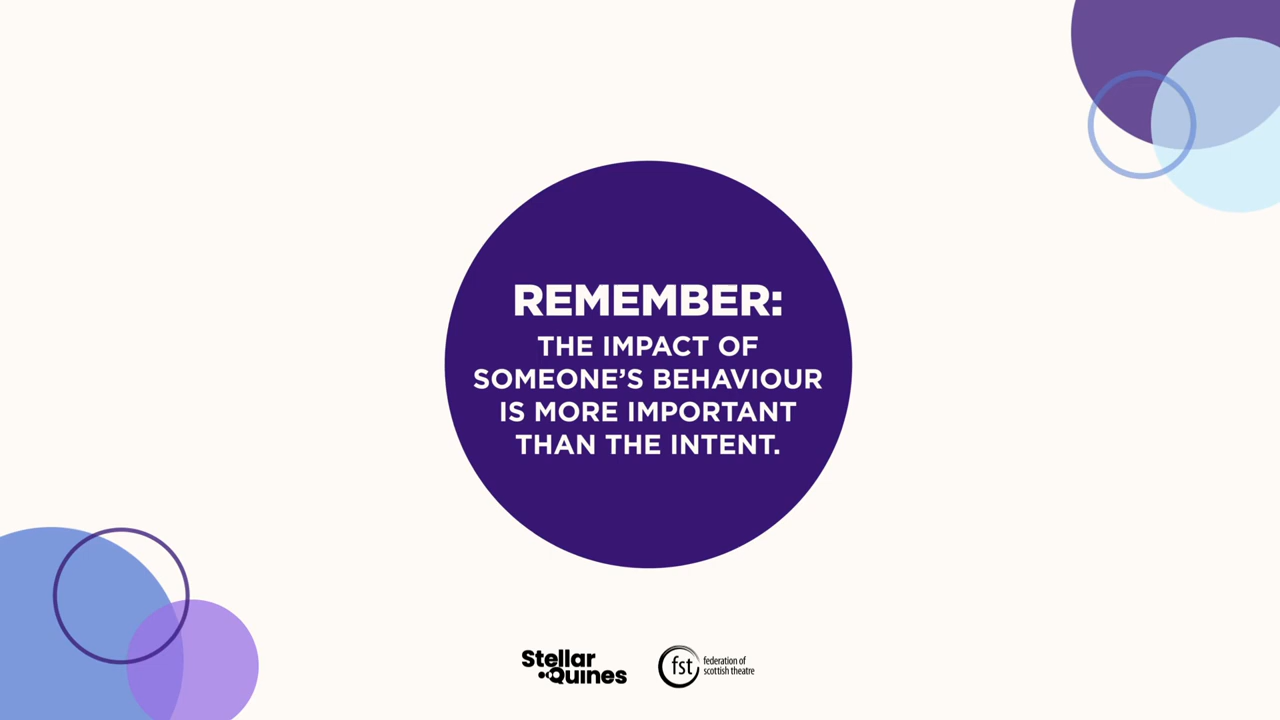 REMEMBER:
THE IMPACT OF
SOMEONE’S BEHAVIOUR
IS MORE IMPORTANT
THAN THE INTENT.
Stellar
Quines
fst
federation of
scottish theatre